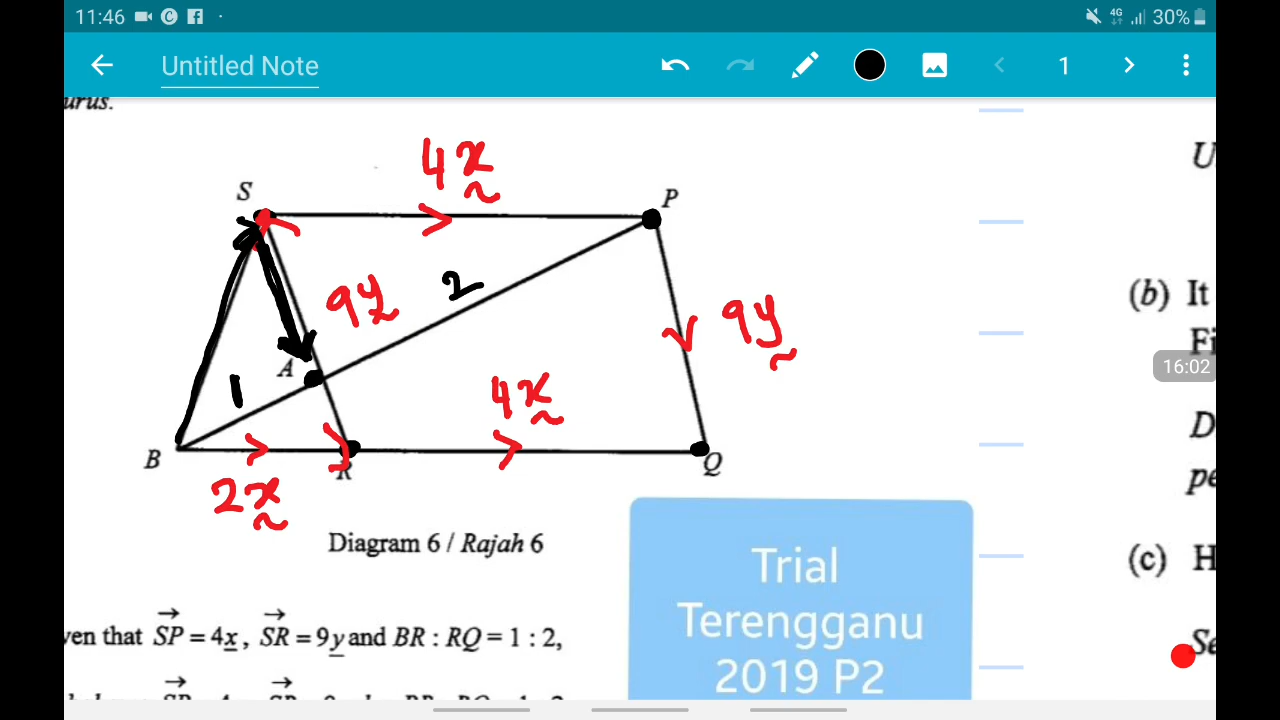 11:46
4G
30%
Untitled Note
1
urus.
4x
S
P
9y
2
9y
A
1
4x
B
R
Q
2x
Diagram 6 / Rajah 6
ven that SP = 4x, SR = 9y and BR : RQ = 1 : 2,
Trial
Terengganu
2019 P2
U
(b) It
Fi
16:02
D
pe
(c) H
Se